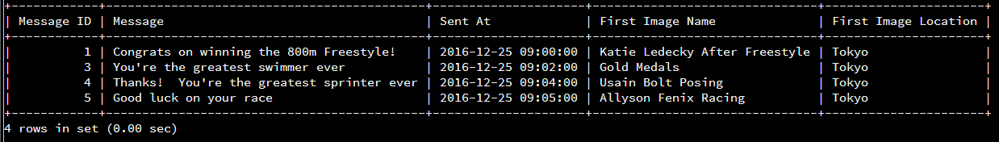 +------------+------------------------------------------+---------------------+------------------------------+----------------------+
| Message ID | Message                                  | Sent At             | First Image Name             | First Image Location |
+------------+------------------------------------------+---------------------+------------------------------+----------------------+
|          1 | Congrats on winning the 800m Freestyle!    | 2016-12-25 09:00:00 | Katie Ledecky After Freestyle | Tokyo                |
|          3 | You're the greatest swimmer ever         | 2016-12-25 09:02:00 | Gold Medals                  | Tokyo                |
|          4 | Thanks!  You're the greatest sprinter ever | 2016-12-25 09:04:00 | Usain Bolt Posing            | Tokyo                |
|          5 | Good luck on your race                   | 2016-12-25 09:05:00 | Allyson Fenix Racing         | Tokyo                |
+------------+------------------------------------------+---------------------+------------------------------+----------------------+
4 rows in set (0.00 sec)